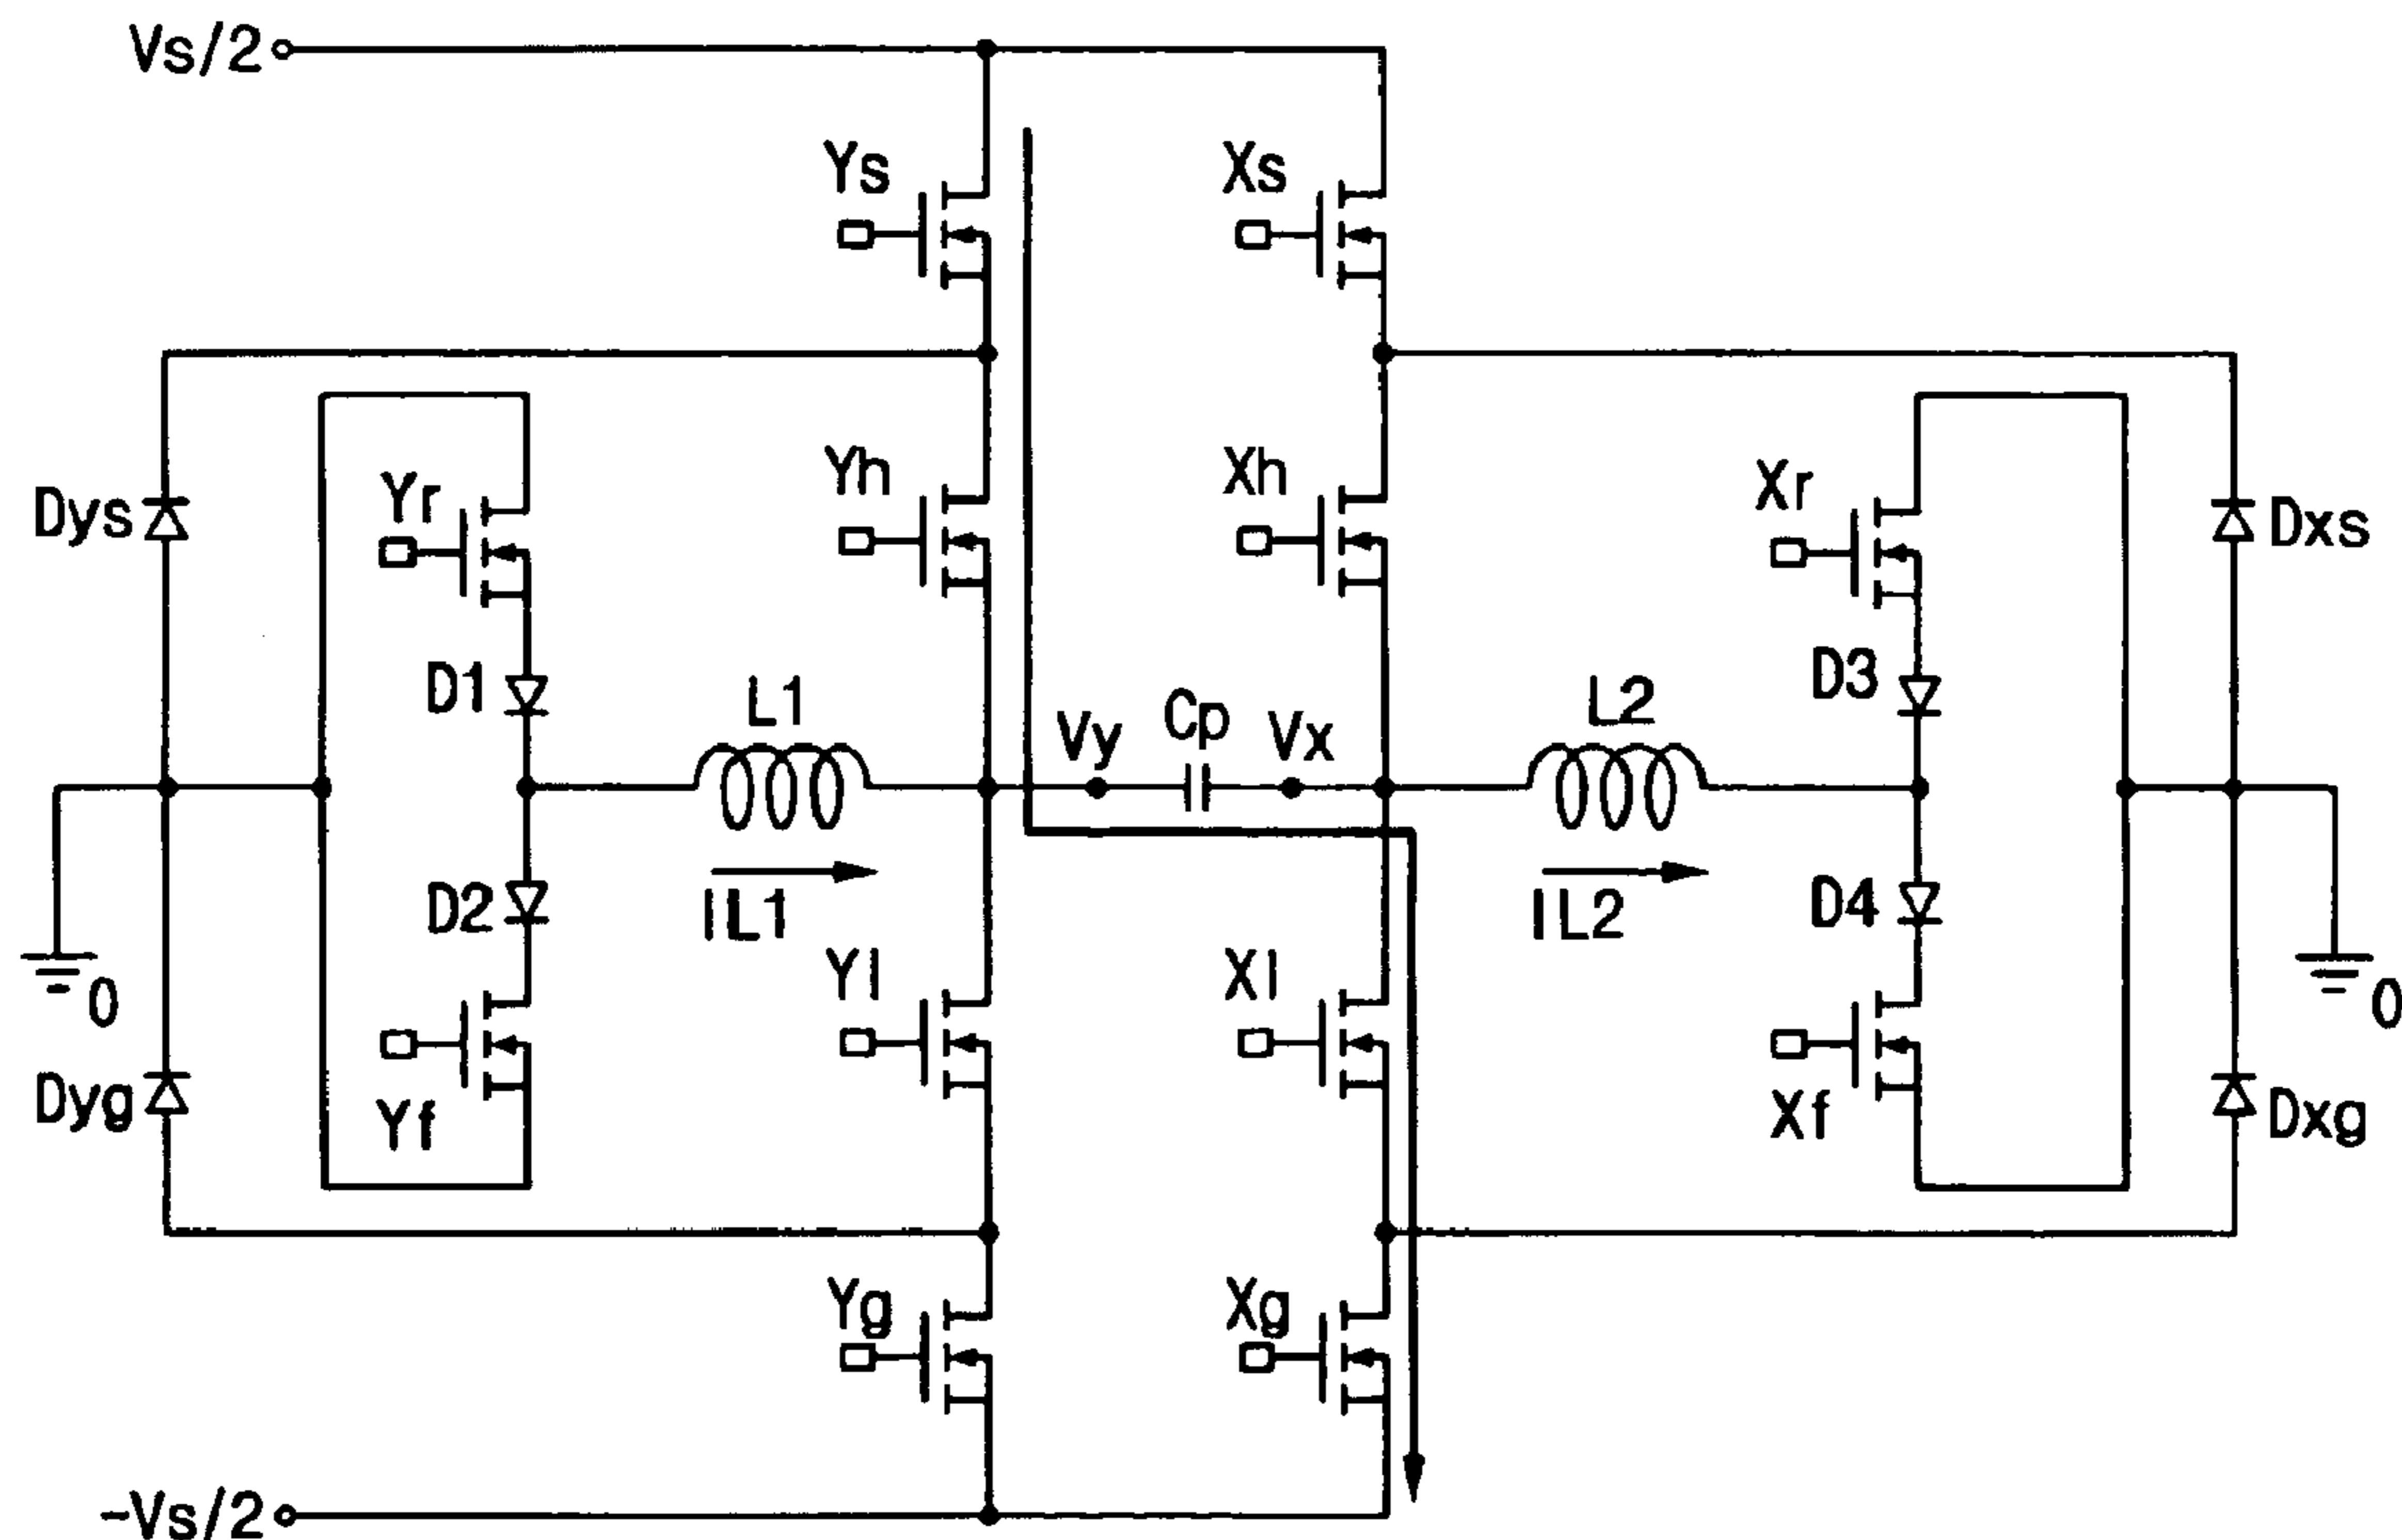 Vs/2
Ys
Xs
Yh
Xh
Yr
Xr
Dys
Dxs
D1
L1
Vy
Cp
Vx
L2
D3
D2
IL1
IL2
D4
Yl
Xl
0
0
Dyg
Yf
Xf
Dxg
Yg
Xg
-Vs/2